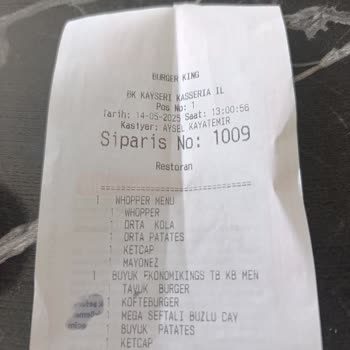 BURGER KING
BK KAYSERI KASSERIA IL
Pos No: 1
Tarih: 14-05-2025 Saat: 13:00:56
Kasiyer: AYSEL KAYATEMIR
Siparis No: 1009
Reatoran
1 WHOPPER MENU
1 WHOPPER
1 ORTA KOLA
1 ORTA PATATES
1 KETCAP
1 MAYONEZ
1 BUYUK EKONOMIKINGS TB KB MEN
TAVUK BURGER
KOFTEBURGER
1 MEGA SEFTALI BUZLU CAY
1 BUYUK PATATES
1 KETCAP